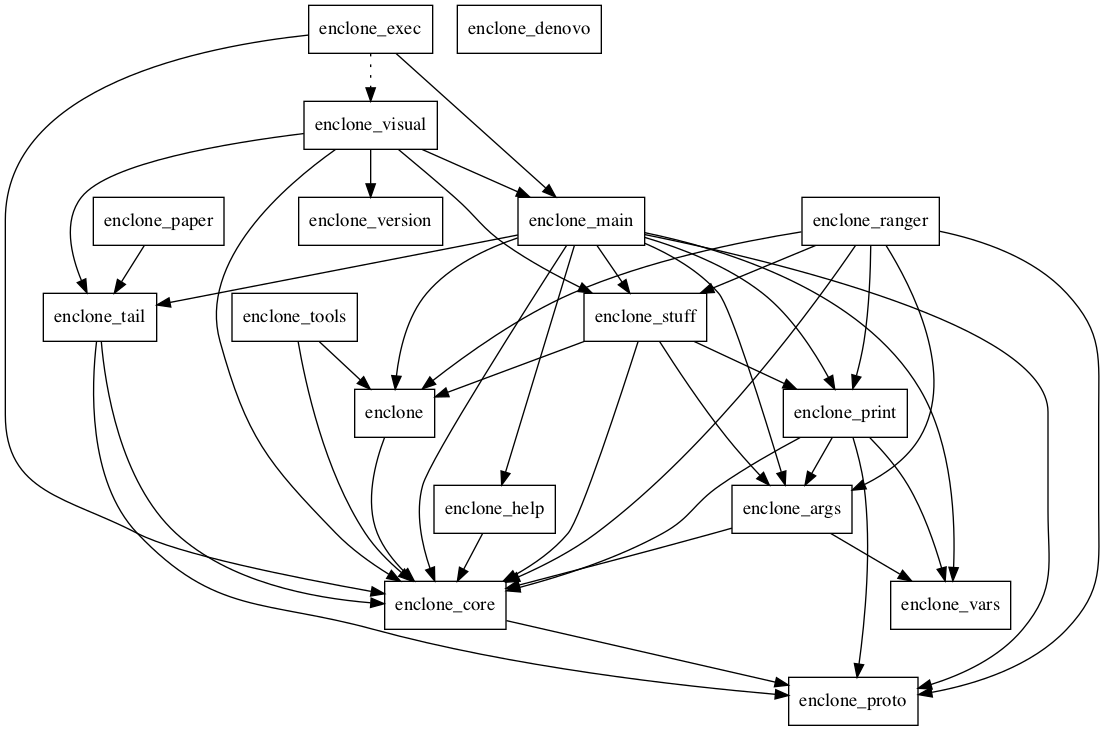 enclone_exec
enclone_denovo
enclone_visual
enclone_paper
enclone_version
enclone_main
enclone_ranger
enclone_tail
enclone_tools
enclone_stuff
enclone
enclone_print
enclone_help
enclone_args
enclone_core
enclone_vars
enclone_proto